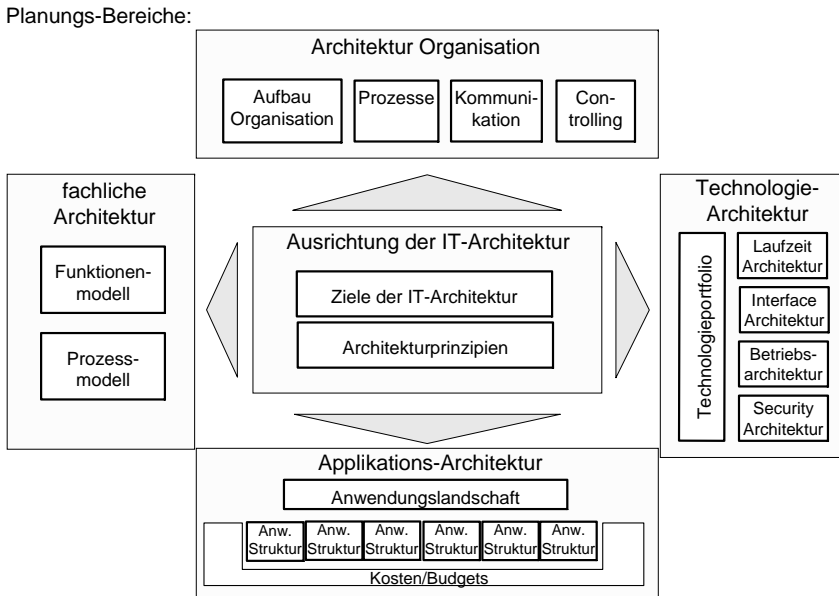 Planungs-Bereiche:
Architektur Organisation
Aufbau
Organisation
Prozesse
Kommuni-
kation
Con-
trolling
fachliche
Architektur
Funktionen-
modell
Prozess-
modell
Ausrichtung der IT-Architektur
Ziele der IT-Architektur
Architekturprinzipien
Technologie-
Architektur
Technologieportfolio
Laufzeit
Architektur
Interface
Architektur
Betriebs-
architektur
Security
Architektur
Applikations-Architektur
Anwendungslandschaft
Anw.
Struktur
Anw.
Struktur
Anw.
Struktur
Anw.
Struktur
Anw.
Struktur
Anw.
Struktur
Kosten/Budgets